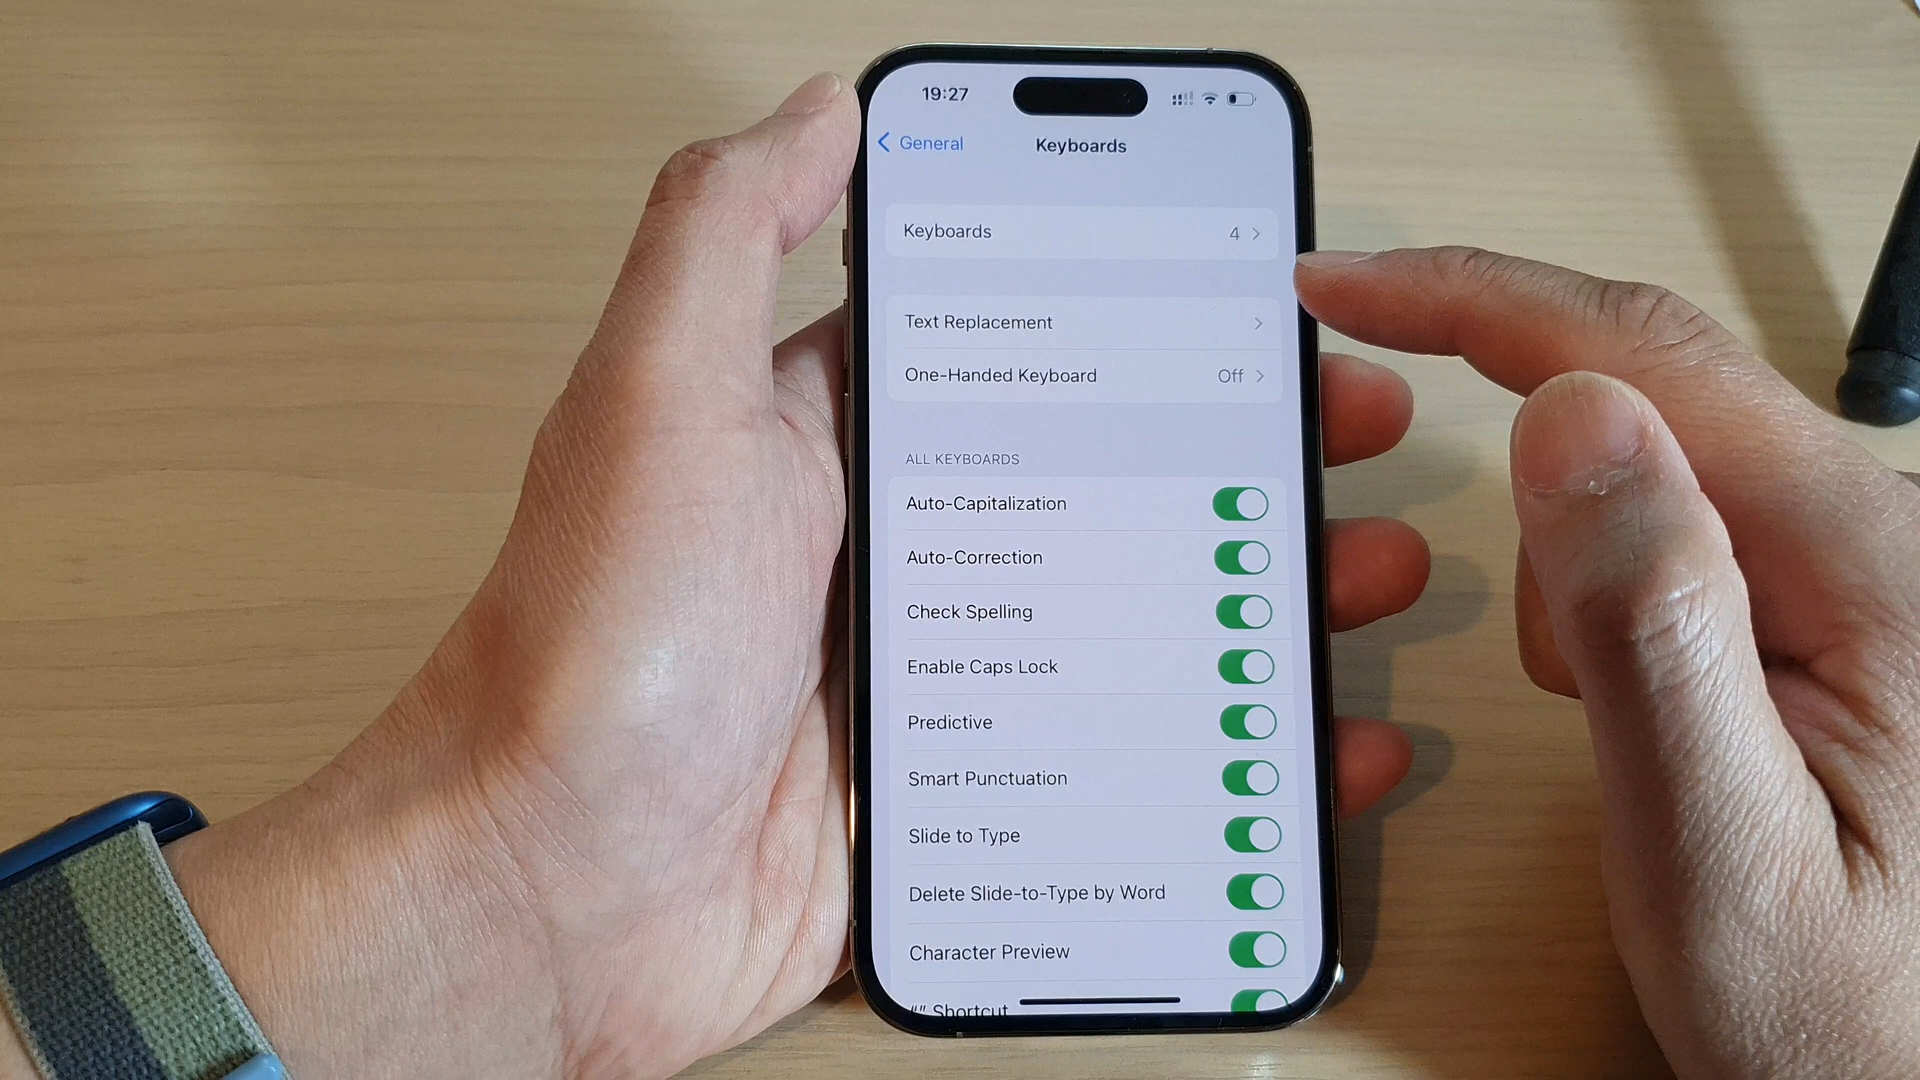 19:27
General
Keyboards
Keyboards 4
Text Replacement
One-Handed Keyboard Off
ALL KEYBOARDS
Auto-Capitalization
Auto-Correction
Check Spelling
Enable Caps Lock
Predictive
Smart Punctuation
Slide to Type
Delete Slide-to-Type by Word
Character Preview
"" Shortcut